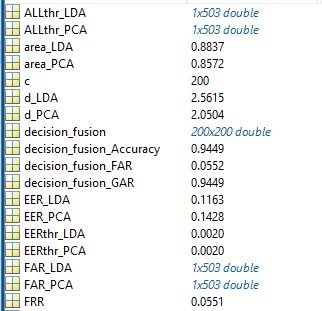 ALLthr_LDA 1x503 double
ALLthr_PCA 1x503 double
area_LDA 0.8837
area_PCA 0.8572
c 200
d_LDA 2.5615
d_PCA 2.0504
decision_fusion 200x200 double
decision_fusion_Accuracy 0.9449
decision_fusion_FAR 0.0552
decision_fusion_GAR 0.9449
EER_LDA 0.1163
EER_PCA 0.1428
EERthr_LDA 0.0020
EERthr_PCA 0.0020
FAR_LDA 1x503 double
FAR_PCA 1x503 double
FRR 0.0551